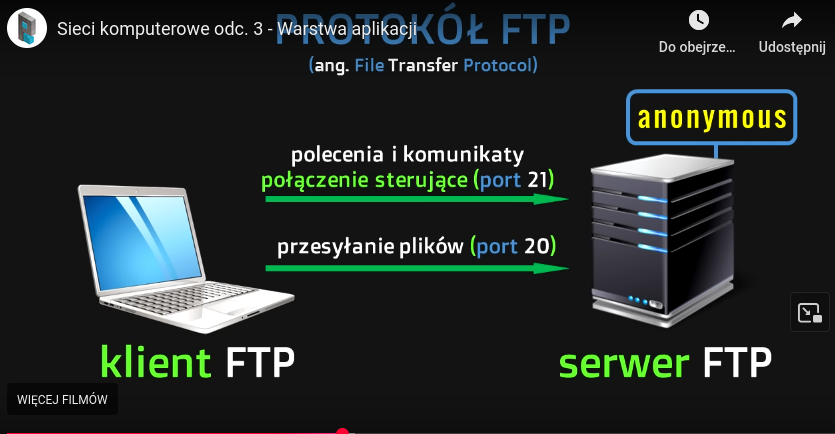 Sieci komputerowe odc. 3 - Warstwa aplikacji
PROTOKÓŁ FTP
Do obejrze...
Udostępnij
(ang. File Transfer Protocol)
anonymous
polecenia i komunikaty
połączenie sterujące (port 21)
przesyłanie plików (port 20)
klient FTP
serwer FTP
WIĘCEJ FILMÓW